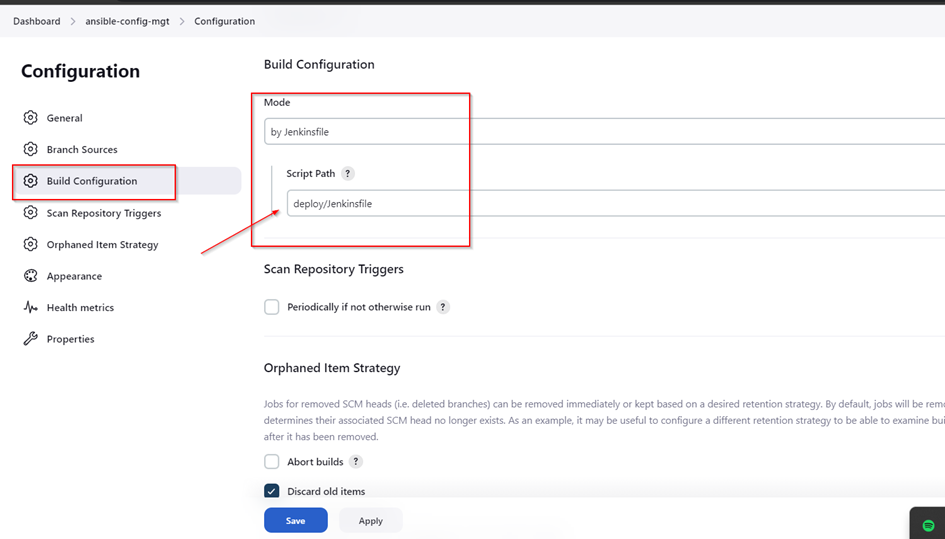 Dashboard > ansible-config-mgt > Configuration
Configuration
General
Branch Sources
Build Configuration
Scan Repository Triggers
Orphaned Item Strategy
Appearance
Health metrics
Properties
Build Configuration
Mode
by Jenkinsfile
Script Path ?
deploy/Jenkinsfile
Scan Repository Triggers
Periodically if not otherwise run ?
Orphaned Item Strategy
Jobs for removed SCM heads (i.e. deleted branches) can be removed immediately or kept based on a desired retention strategy. By default, jobs will be remo
determines their associated SCM head no longer exists. As an example, it may be useful to configure a different retention strategy to be able to examine bui
after it has been removed.
Abort builds ?
Discard old items
Save
Apply